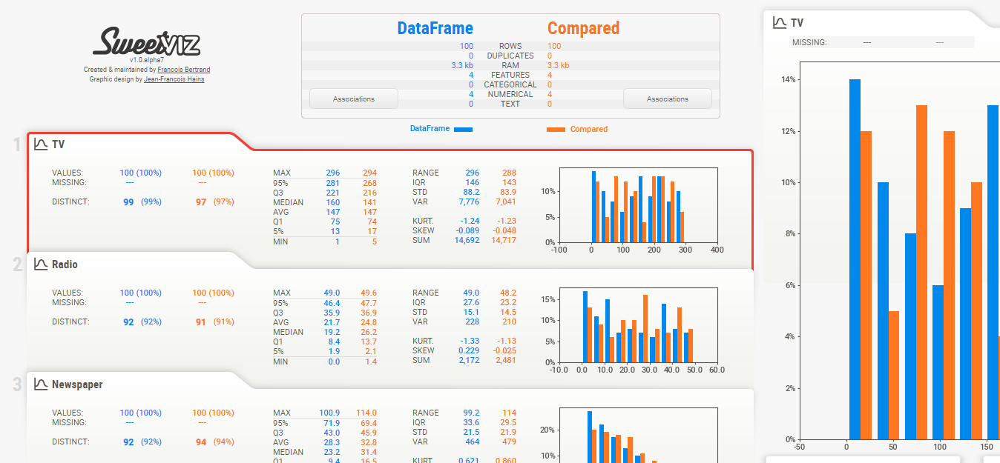 SweetVIZ
v1.0.alpha7
Created & maintained by Francois Bertrand
Graphic design by Jean-Francois Hains
DataFrame Compared
100 ROWS 100
0 DUPLICATES 0
3.3 kb RAM 3.3 kb
4 FEATURES 4
0 CATEGORICAL 0
4 NUMERICAL 4
0 TEXT 0
Associations
Associations
DataFrame Compared
1 TV
VALUES: 100 (100%) 100 (100%)
MISSING: --- ---
DISTINCT: 99 (99%) 97 (97%)
MAX 296 294
95% 281 268
Q3 221 216
MEDIAN 160 141
AVG 147 147
Q1 75 74
5% 13 17
MIN 1 5
RANGE 296 288
IQR 146 143
STD 88.2 83.9
VAR 7,776 7,041
KURT. -1.24 -1.23
SKEW -0.089 -0.048
SUM 14,692 14,717
10%
5%
0%
-100 0 100 200 300 400
2 Radio
VALUES: 100 (100%) 100 (100%)
MISSING: --- ---
DISTINCT: 92 (92%) 91 (91%)
MAX 49.0 49.6
95% 46.4 47.7
Q3 35.9 36.9
AVG 21.7 24.8
MEDIAN 19.2 26.2
Q1 8.4 13.7
5% 1.9 2.1
MIN 0.0 1.4
RANGE 49.0 48.2
IQR 27.6 23.2
STD 15.1 14.5
VAR 228 210
KURT. -1.33 -1.13
SKEW 0.229 -0.025
SUM 2,172 2,481
15%
10%
5%
0%
-10.0 0.0 10.0 20.0 30.0 40.0 50.0 60.0
3 Newspaper
VALUES: 100 (100%) 100 (100%)
MISSING: --- ---
DISTINCT: 92 (92%) 94 (94%)
MAX 100.9 114.0
95% 71.9 69.4
Q3 43.0 45.9
AVG 28.3 32.8
MEDIAN 23.2 31.4
Q1 9.4 16.5
RANGE 99.2 114
IQR 33.6 29.5
STD 21.5 21.9
VAR 464 479
KURT. 0.621 0.860
20%
10%
TV
MISSING: --- ---
14%
12%
10%
8%
6%
4%
2%
0%
-50 0 50 100 150